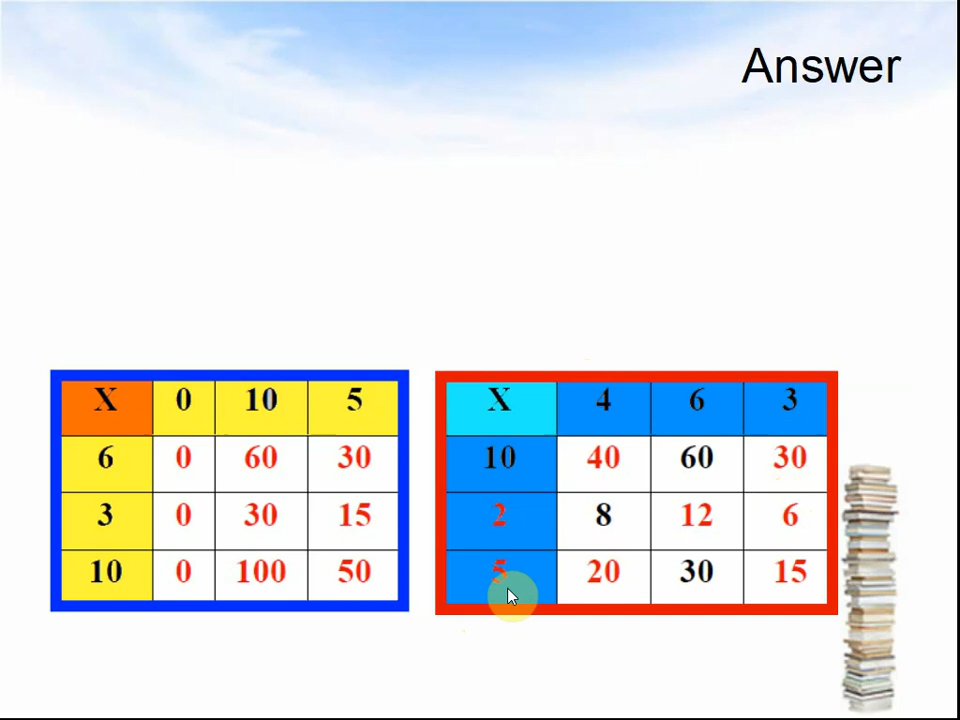 Answer
X 0 10 5
6 0 60 30
3 0 30 15
10 0 100 50
X 4 6 3
10 40 60 30
2 8 12 6
5 20 30 15